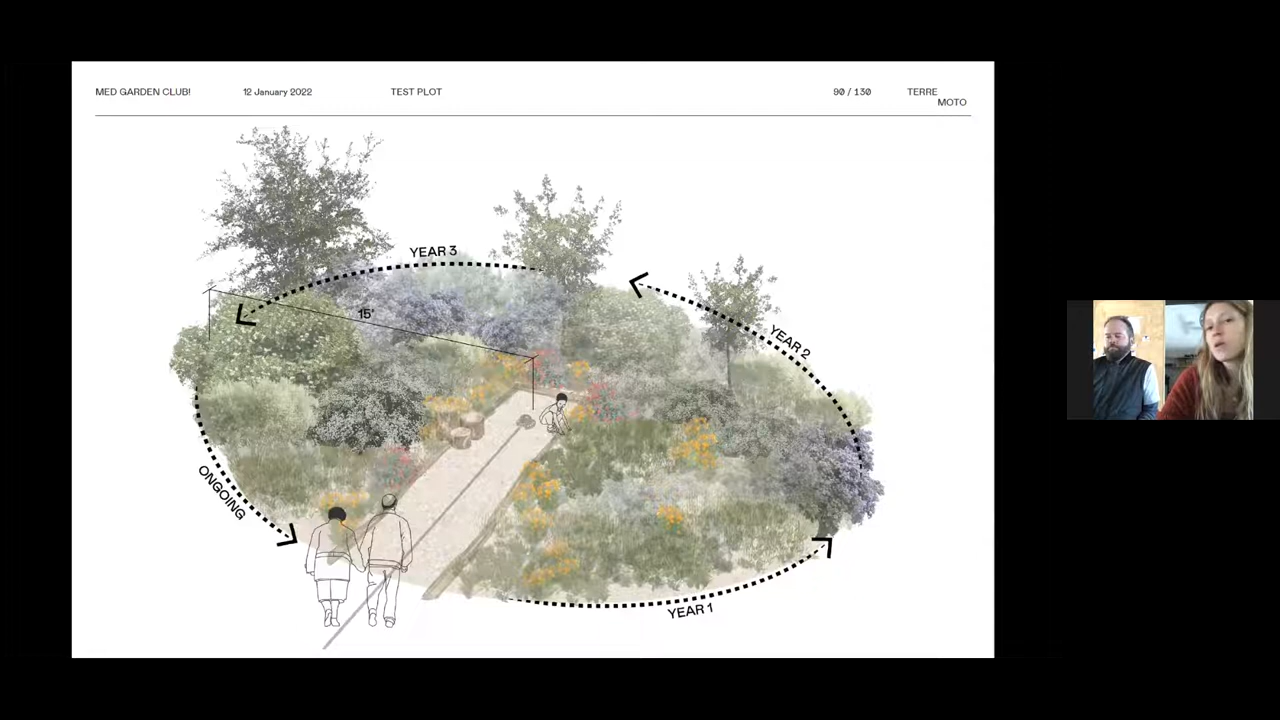 MED GARDEN CLUB!
12 January 2022
TEST PLOT
90 / 130
TERRE
MOTO
YEAR 3
15'
YEAR 2
ONGOING
YEAR 1